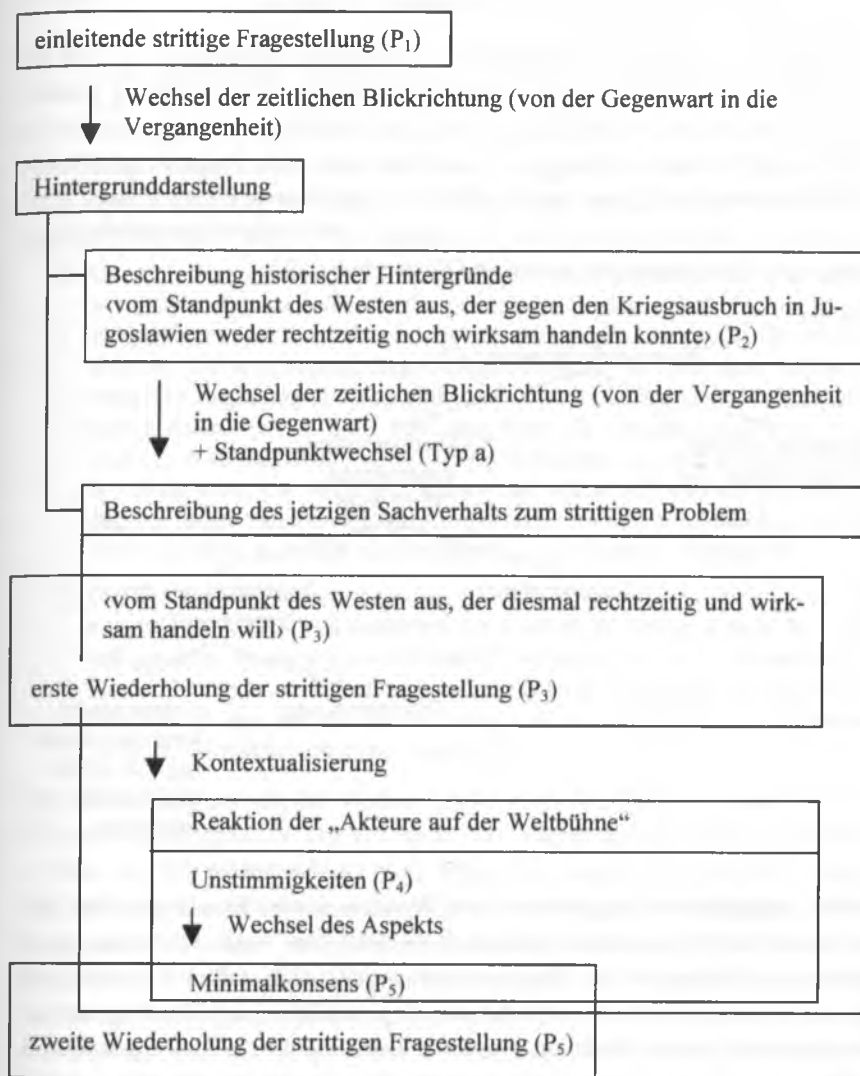 einleitende strittige Fragestellung (P₁)
Wechsel der zeitlichen Blickrichtung (von der Gegenwart in die
Vergangenheit)
Hintergrunddarstellung
Beschreibung historischer Hintergründe
‹vom Standpunkt des Westen aus, der gegen den Kriegsausbruch in Ju-
goslawien weder rechtzeitig noch wirksam handeln konnte› (P₂)
Wechsel der zeitlichen Blickrichtung (von der Vergangenheit
in die Gegenwart)
+ Standpunktwechsel (Typ a)
Beschreibung des jetzigen Sachverhalts zum strittigen Problem
‹vom Standpunkt des Westen aus, der diesmal rechtzeitig und wirk-
sam handeln will› (P₃)
erste Wiederholung der strittigen Fragestellung (P₃)
Kontextualisierung
Reaktion der „Akteure auf der Weltbühne“
Unstimmigkeiten (P₄)
Wechsel des Aspekts
Minimalkonsens (P₅)
zweite Wiederholung der strittigen Fragestellung (P₅)